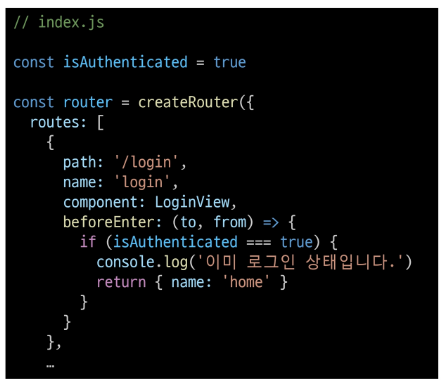 // index.js
const isAuthenticated = true
const router = createRouter({
routes: [
{
path: '/login',
name: 'login',
component: LoginView,
beforeEnter: (to, from) => {
if (isAuthenticated === true) {
console.log('이미 로그인 상태입니다.')
return { name: 'home' }
}
}
},
…